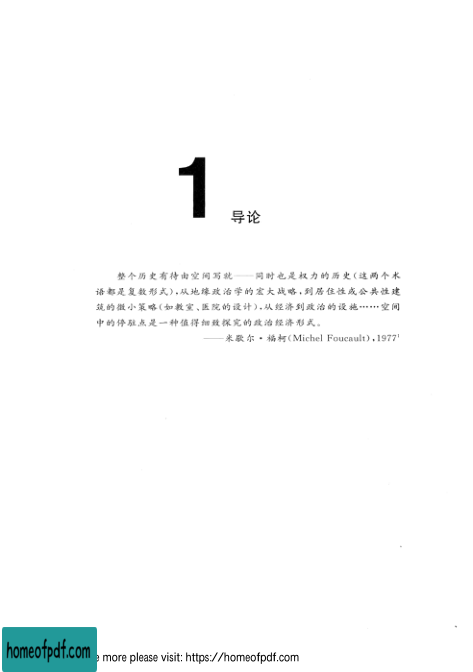 1
导论
整个历史有待由空间写就——同时也是权力的历史(这两个术
语都是复数形式),从地缘政治学的宏大战略,到居住性或公共性建
筑的微小策略(如教室、医院的设计),从经济到政治的设施……空间
中的停驻点是一种值得细致探究的政治经济形式。
——米歇尔·福柯(Michel Foucault),1977¹
homeofpdf.com
e more please visit: https://homeofpdf.com